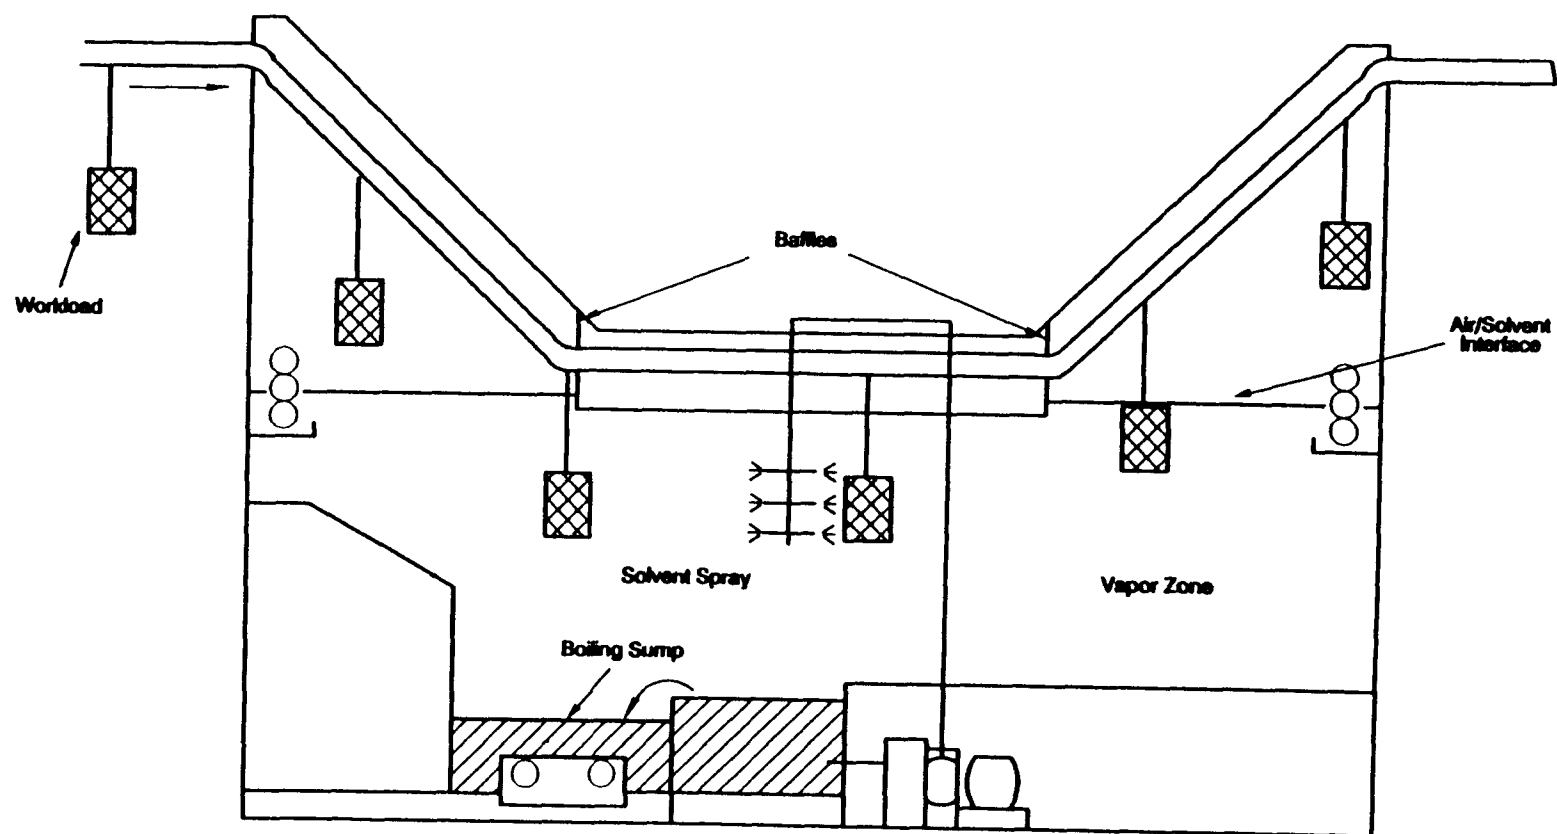 Baffles
Workload
Air/Solvent
Interface
Solvent Spray
Vapor Zone
Boiling Sump